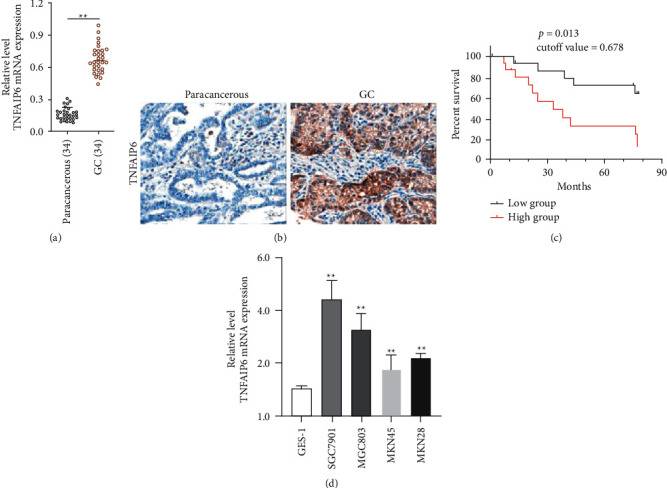 **
Relative level
TNFAIP6 mRNA expression
1.2
0.9
0.6
0.3
0.0
Paracancerous (34)
GC (34)
(a)
Paracancerous
GC
TNFAIP6
(b)
p = 0.013
cutoff value = 0.678
Percent survival
100
80
60
40
20
0
0
30
60
90
Months
Low group
High group
(c)
Relative level
TNFAIP6 mRNA expression
6.0
4.0
2.0
1.0
**
**
**
**
GES-1
SGC7901
MGC803
MKN45
MKN28
(d)